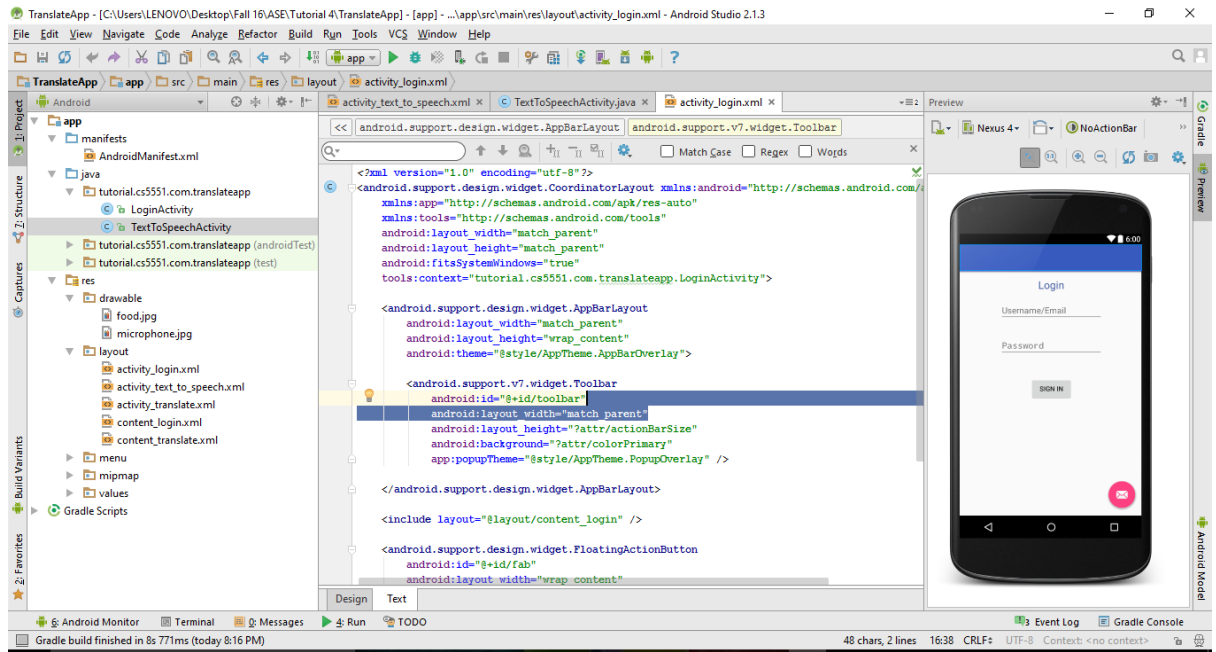 TranslateApp - [C:\Users\LENOVO\Desktop\Fall 16\ASE\Tutorial 4\TranslateApp] - [app] - ...\app\src\main\res\layout\activity_login.xml - Android Studio 2.1.3
File Edit View Navigate Code Analyze Refactor Build Run Tools VCS Window Help
app
TranslateApp app src main res layout activity_login.xml
Android
activity_text_to_speech.xml TextToSpeechActivity.java activity_login.xml
Preview
1: Project
2: Structure
Captures
Build Variants
2: Favorites
app
manifests
AndroidManifest.xml
java
tutorial.cs5551.com.translateapp
LoginActivity
TextToSpeechActivity
tutorial.cs5551.com.translateapp (androidTest)
tutorial.cs5551.com.translateapp (test)
res
drawable
food.jpg
microphone.jpg
layout
activity_login.xml
activity_text_to_speech.xml
activity_translate.xml
content_login.xml
content_translate.xml
menu
mipmap
values
Gradle Scripts
<< android.support.design.widget.AppBarLayout android.support.v7.widget.Toolbar
Match Case Regex Words
<?xml version="1.0" encoding="utf-8"?>
<android.support.design.widget.CoordinatorLayout xmlns:android="http://schemas.android.com/a
xmlns:app="http://schemas.android.com/apk/res-auto"
xmlns:tools="http://schemas.android.com/tools"
android:layout_width="match_parent"
android:layout_height="match_parent"
android:fitsSystemWindows="true"
tools:context="tutorial.cs5551.com.translateapp.LoginActivity">
<android.support.design.widget.AppBarLayout
android:layout_width="match_parent"
android:layout_height="wrap_content"
android:theme="@style/AppTheme.AppBarOverlay">
<android.support.v7.widget.Toolbar
android:id="@+id/toolbar"
android:layout_width="match_parent"
android:layout_height="?attr/actionBarSize"
android:background="?attr/colorPrimary"
app:popupTheme="@style/AppTheme.PopupOverlay" />
</android.support.design.widget.AppBarLayout>
<include layout="@layout/content_login" />
<android.support.design.widget.FloatingActionButton
android:id="@+id/fab"
android:layout_width="wrap_content"
Design Text
Nexus 4 NoActionBar
6:00
Login
Username/Email
Password
SIGN IN
Gradle
Preview
Android Model
6: Android Monitor Terminal 0: Messages 4: Run TODO
3 Event Log Gradle Console
Gradle build finished in 8s 771ms (today 8:16 PM)
48 chars, 2 lines 16:38 CRLF UTF-8 Context: <no context>